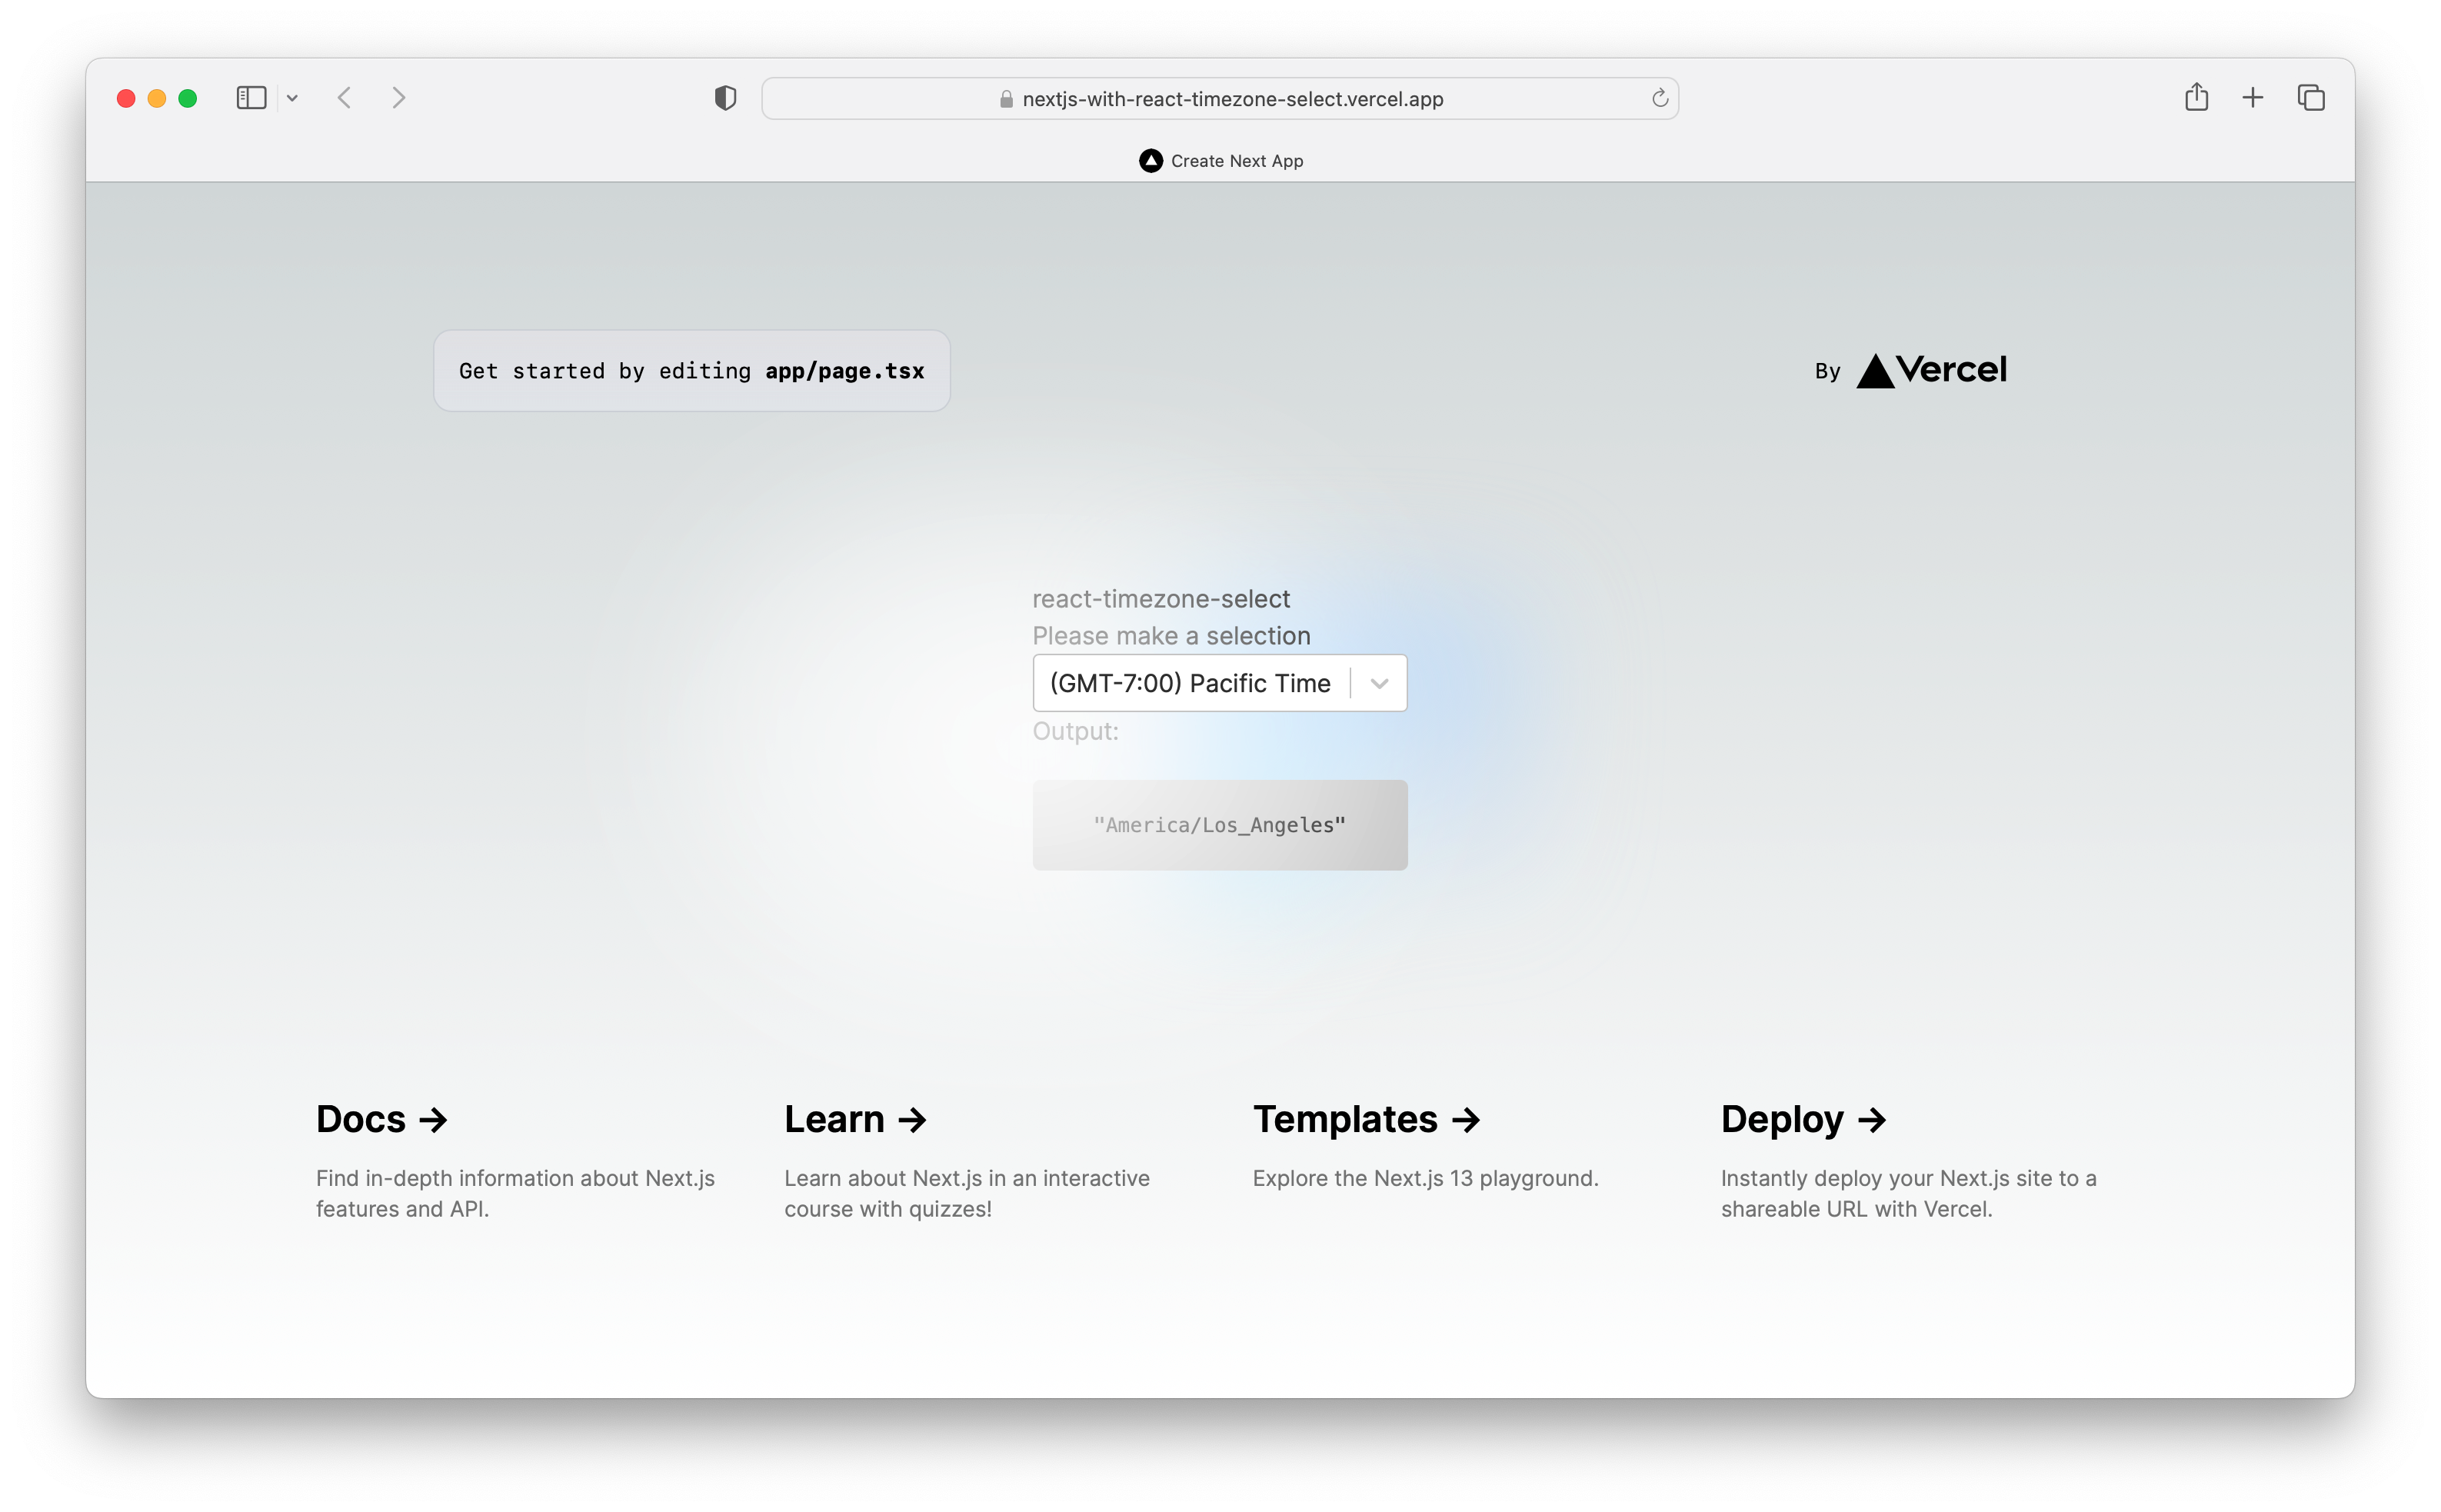 nextjs-with-react-timezone-select.vercel.app
Create Next App
Get started by editing app/page.tsx
By Vercel
react-timezone-select
Please make a selection
(GMT-7:00) Pacific Time
Output:
"America/Los_Angeles"
Docs →
Find in-depth information about Next.js
features and API.
Learn →
Learn about Next.js in an interactive
course with quizzes!
Templates →
Explore the Next.js 13 playground.
Deploy →
Instantly deploy your Next.js site to a
shareable URL with Vercel.